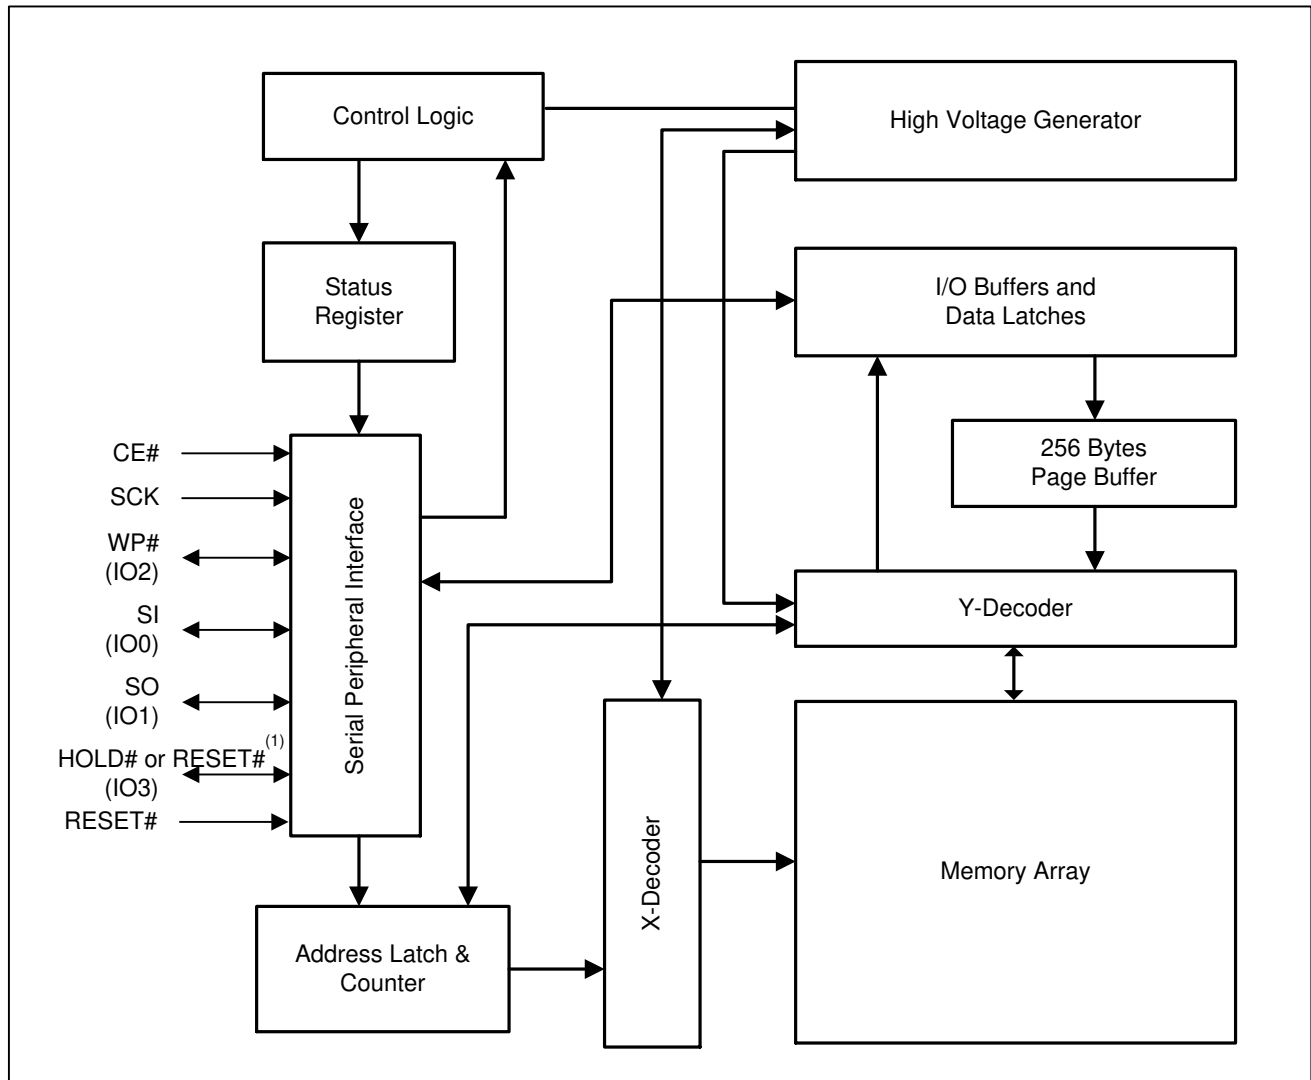 Control Logic
High Voltage Generator
Status
Register
I/O Buffers and
Data Latches
256 Bytes
Page Buffer
CE#
SCK
WP#
(IO2)
SI
(IO0)
SO
(IO1)
HOLD# or RESET#(1)
(IO3)
RESET#
Serial Peripheral Interface
Y-Decoder
X-Decoder
Memory Array
Address Latch &
Counter